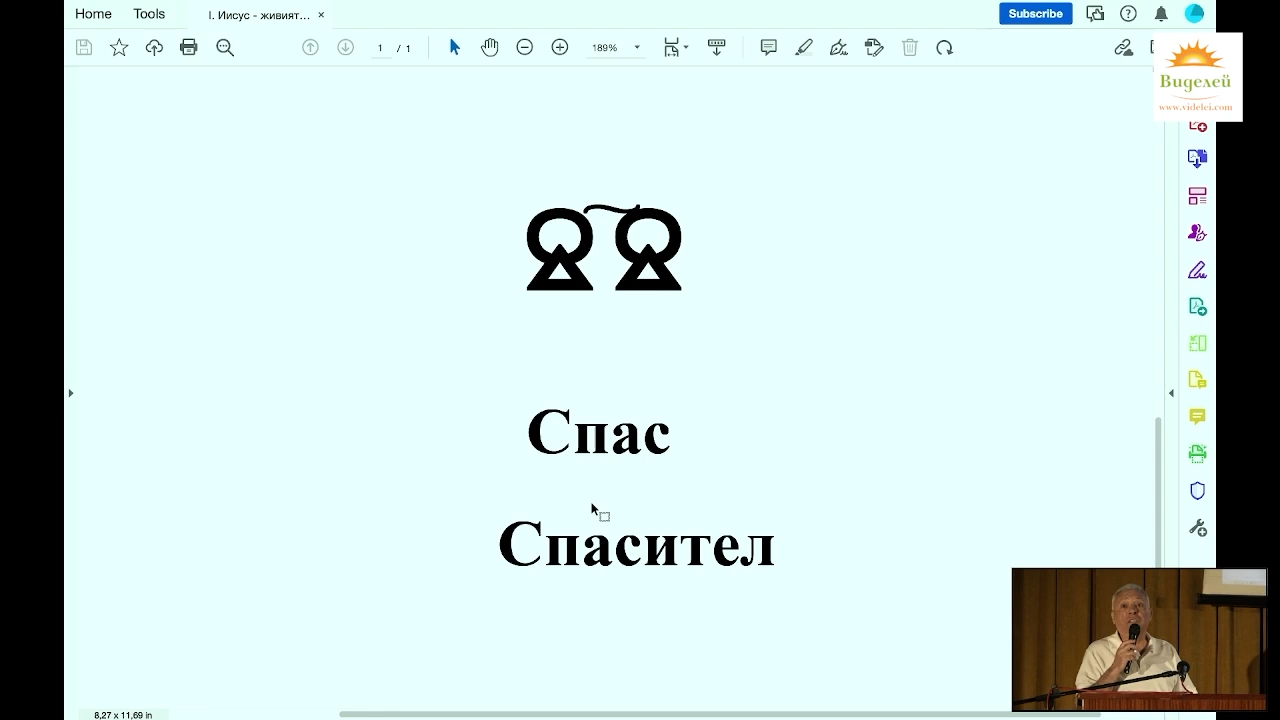 Home Tools I. Иисус - живият... × Subscribe
1 / 1 189%
Виделей
www.videlei.com
ⰔⰔ
Спас
Спасител
8,27 x 11,69 in